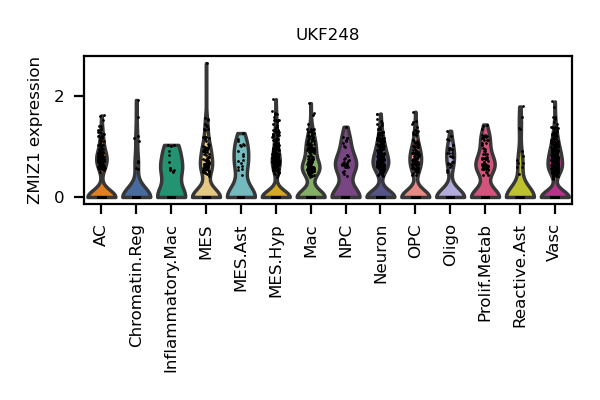 UKF248
ZMIZ1 expression
2
0
AC
Chromatin.Reg
Inflammatory.Mac
MES
MES.Ast
MES.Hyp
Mac
NPC
Neuron
OPC
Oligo
Prolif.Metab
Reactive.Ast
Vasc